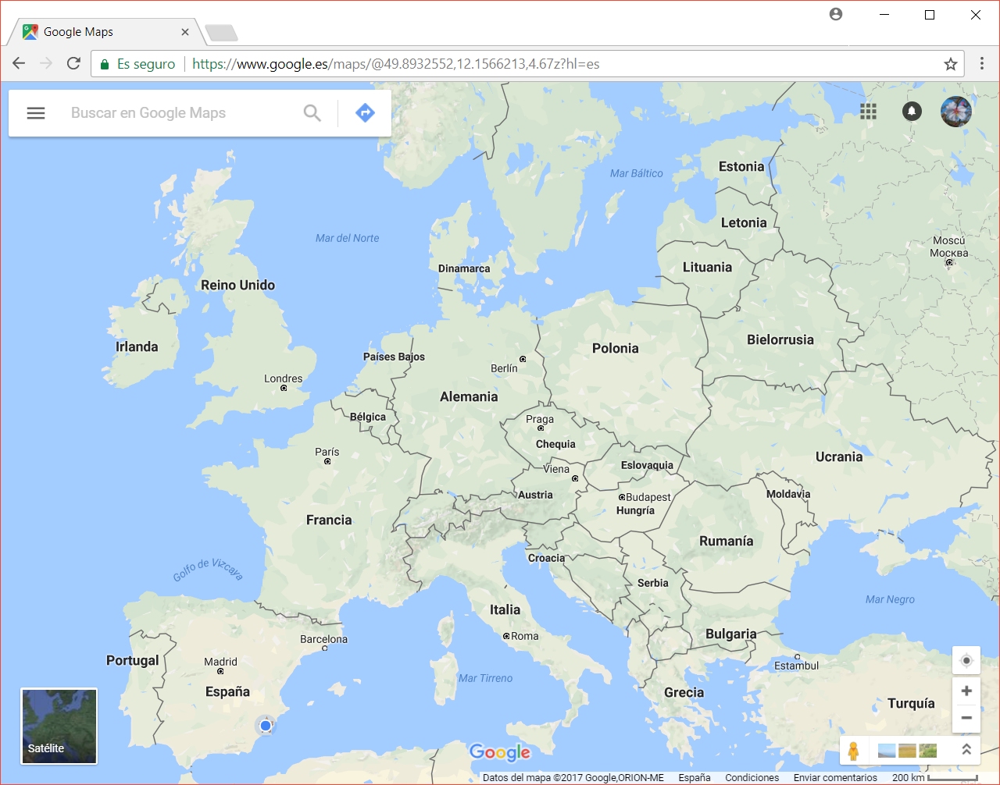 Google Maps
Es seguro
https://www.google.es/maps/@49.8932552,12.1566213,4.67z?hl=es
Buscar en Google Maps
Estonia
Mar Báltico
Letonia
Mar del Norte
Moscú
Москва
Dinamarca
Lituania
Reino Unido
Bielorrusia
Irlanda
Polonia
Países Bajos
Berlín
Londres
Alemania
Bélgica
Praga
Chequia
París
Ucrania
Eslovaquia
Viena
Austria
Budapest
Moldavia
Hungría
Francia
Rumanía
Croacia
Golfo de Vizcaya
Serbia
Mar Negro
Italia
Bulgaria
Roma
Barcelona
Portugal
Madrid
Estambul
Mar Tirreno
España
Grecia
Turquía
Satélite
Google
Datos del mapa ©2017 Google,ORION-ME España Condiciones Enviar comentarios 200 km